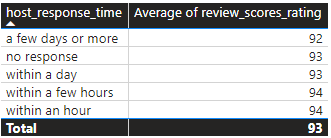 host_response_time Average of review_scores_rating
a few days or more 92
no response 93
within a day 93
within a few hours 94
within an hour 94
Total 93